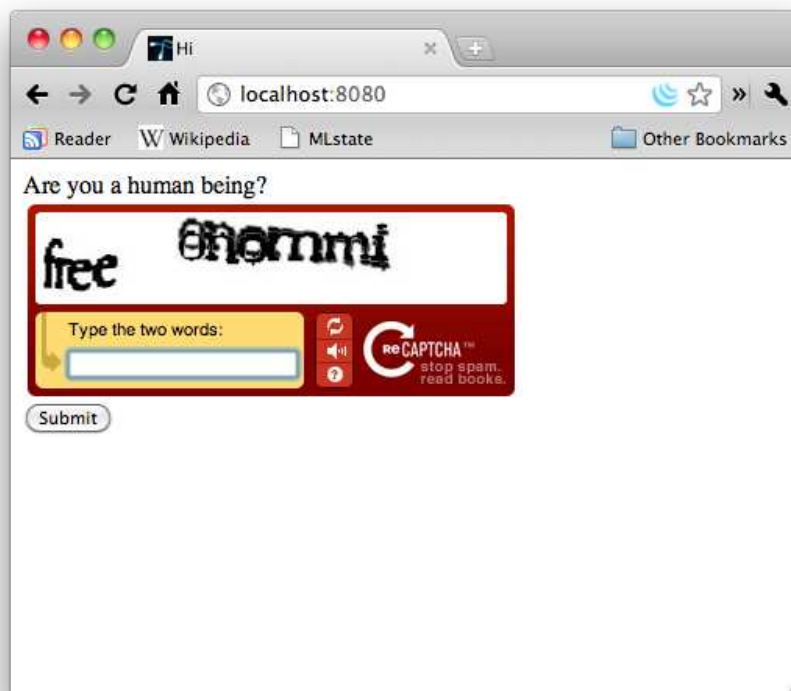 Hi
localhost:8080
»
Reader Wikipedia MLstate Other Bookmarks
Are you a human being?
free
Type the two words:
reCAPTCHA™
stop spam.
read books.
Submit